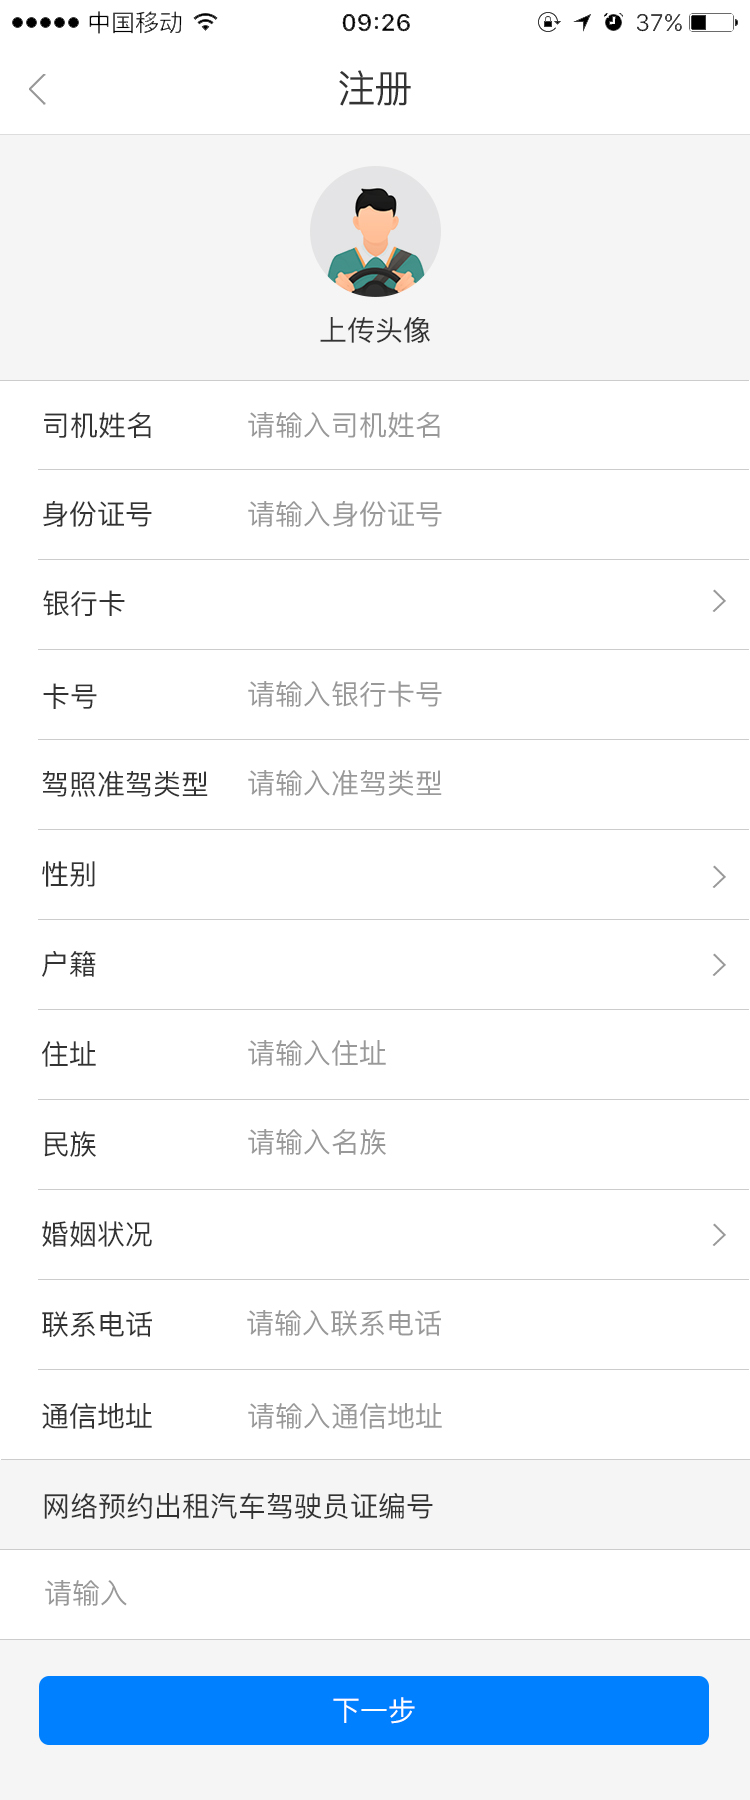 中国移动 09:26 37%
注册
上传头像
司机姓名 请输入司机姓名
身份证号 请输入身份证号
银行卡
卡号 请输入银行卡号
驾照准驾类型 请输入准驾类型
性别
户籍
住址 请输入住址
民族 请输入名族
婚姻状况
联系电话 请输入联系电话
通信地址 请输入通信地址
网络预约出租汽车驾驶员证编号
请输入
下一步